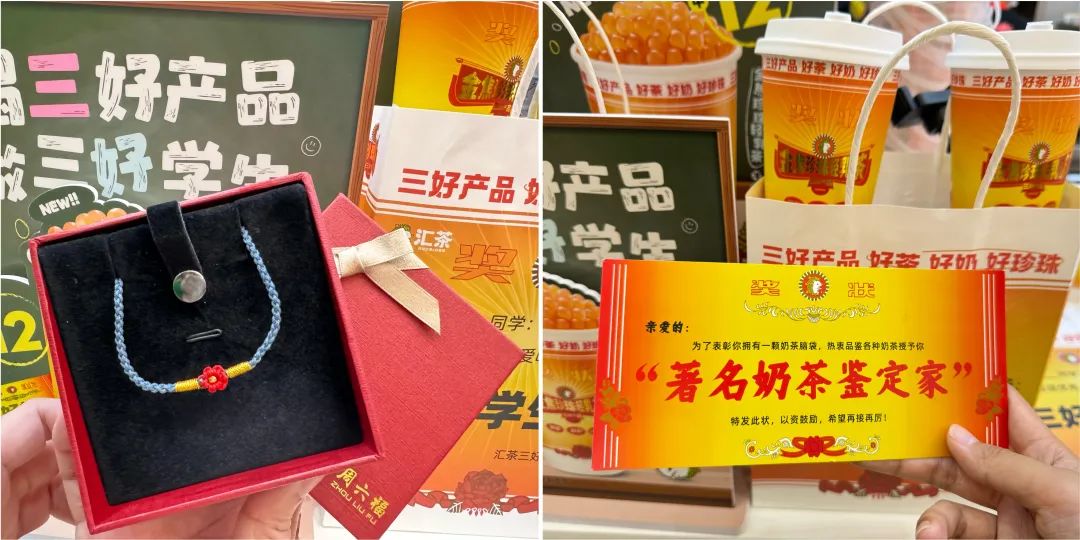 三好产品
三好学生
NEW!!
12
三好产品
汇茶
奖
同学：
汇茶三好
周六福
ZHOU LIU FU
12
三好产品 好茶 好奶 好珍珠
三好产品 好茶 好奶
奖 状
好产品
好学生
三好产品 好茶 好奶 好珍珠
奖 状
亲爱的：
为了表彰你拥有一颗奶茶脑袋，热衷品鉴各种奶茶授予你
“著名奶茶鉴定家”
特发此状，以资鼓励，希望再接再厉！